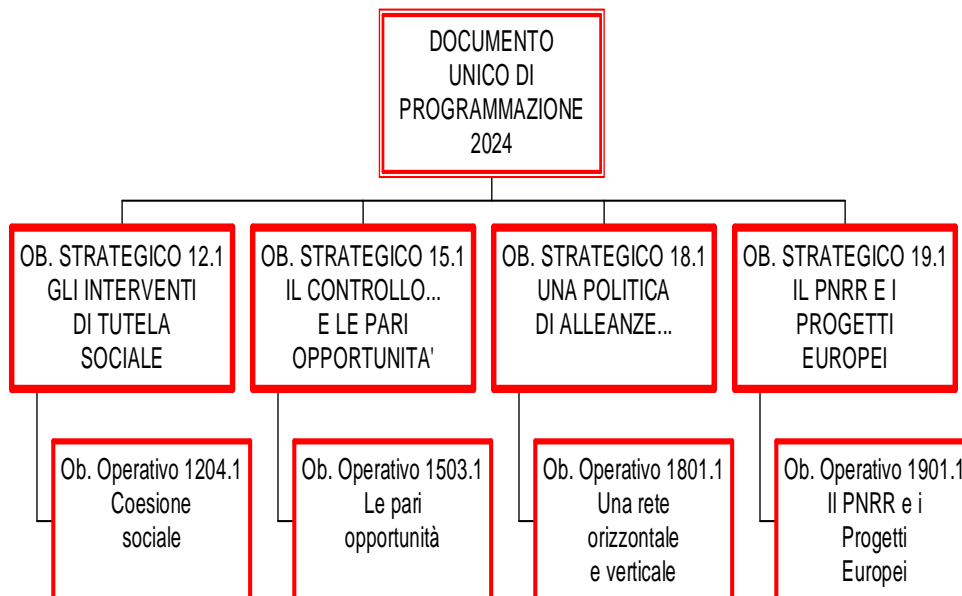 DOCUMENTO
UNICO DI
PROGRAMMAZIONE
2024
OB. STRATEGICO 12.1
GLI INTERVENTI
DI TUTELA
SOCIALE
OB. STRATEGICO 15.1
IL CONTROLLO...
E LE PARI
OPPORTUNITA'
OB. STRATEGICO 18.1
UNA POLITICA
DI ALLEANZE...
OB. STRATEGICO 19.1
IL PNRR E I
PROGETTI
EUROPEI
Ob. Operativo 1204.1
Coesione
sociale
Ob. Operativo 1503.1
Le pari
opportunità
Ob. Operativo 1801.1
Una rete
orizzontale
e verticale
Ob. Operativo 1901.1
Il PNRR e i
Progetti
Europei